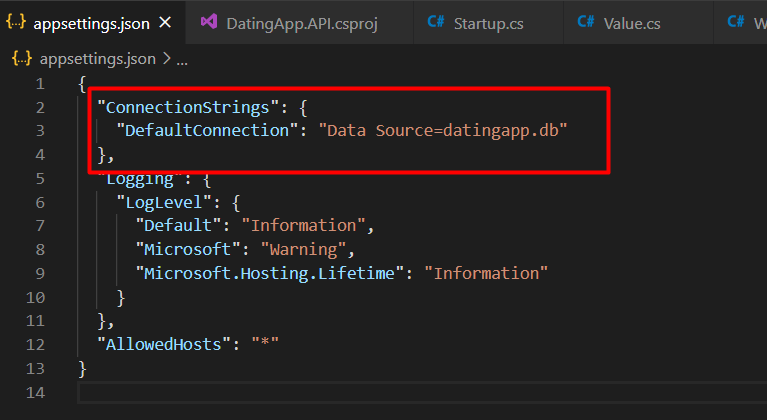 {··} appsettings.json × DatingApp.API.csproj C# Startup.cs C# Value.cs C# W
{··} appsettings.json > ...
1 {
2 "ConnectionStrings": {
3 "DefaultConnection": "Data Source=datingapp.db"
4 },
5 "Logging": {
6 "LogLevel": {
7 "Default": "Information",
8 "Microsoft": "Warning",
9 "Microsoft.Hosting.Lifetime": "Information"
10 }
11 },
12 "AllowedHosts": "*"
13 }
14